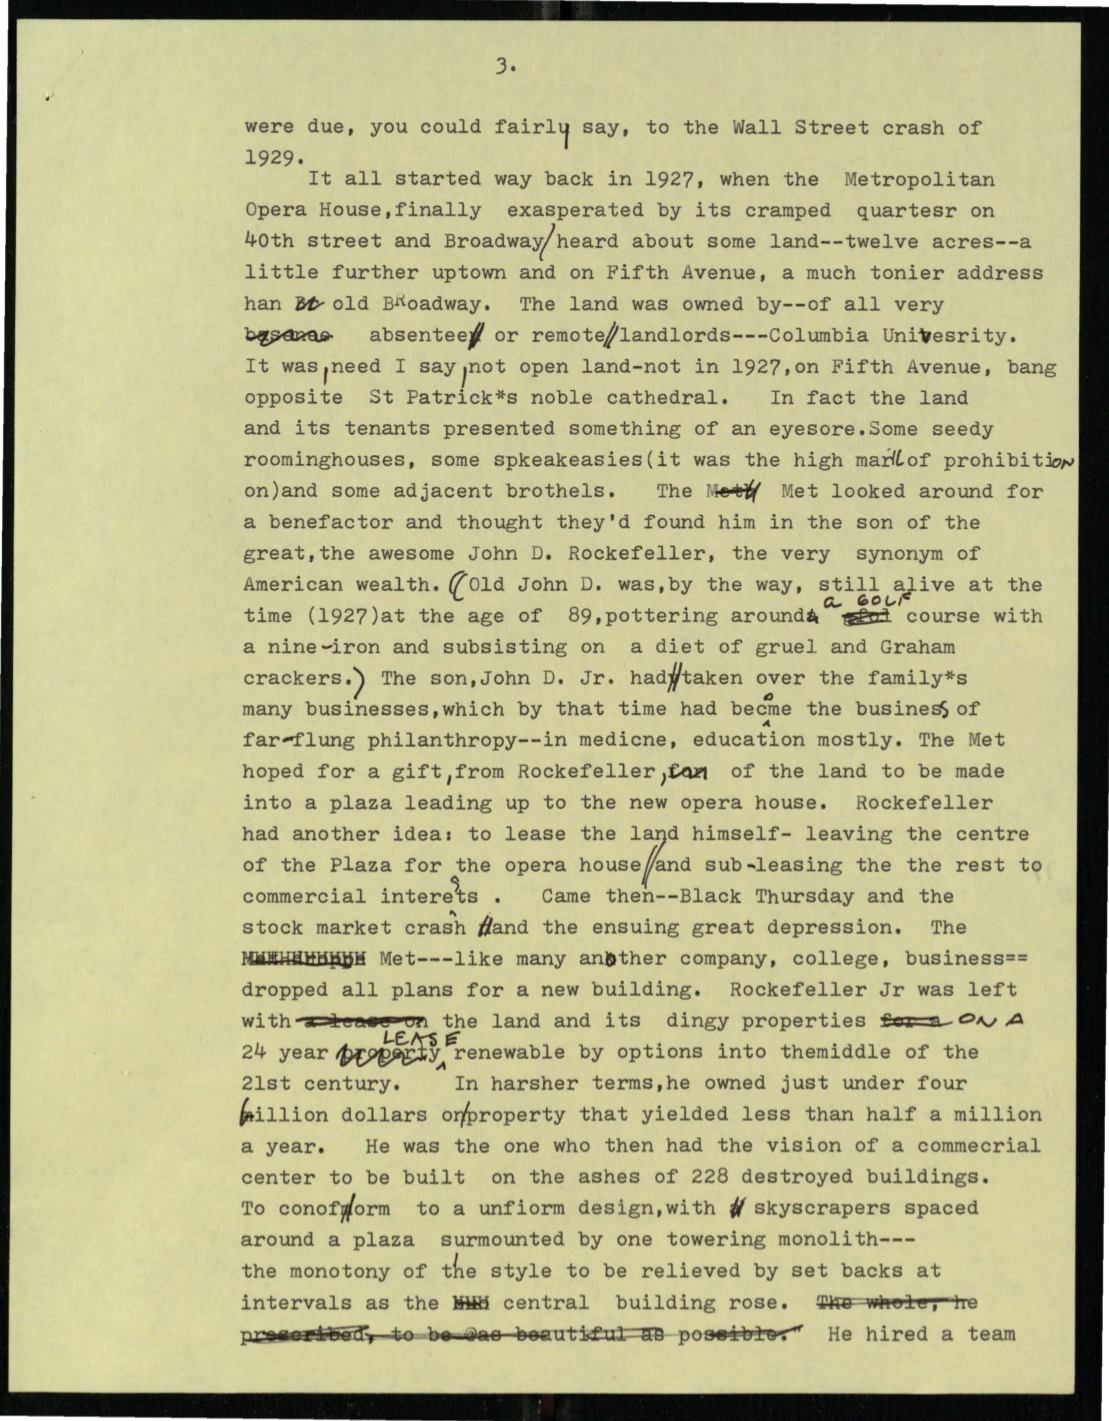 3.
were due, you could fairly say, to the Wall Street crash of
1929.
It all started way back in 1927, when the Metropolitan
Opera House,finally exasperated by its cramped quartesr on
40th street and Broadway/heard about some land--twelve acres--a
little further uptown and on Fifth Avenue, a much tonier address
han old BRoadway. The land was owned by--of all very
absentee or remote//landlords---Columbia Univesrity.
It was,need I say,not open land-not in 1927,on Fifth Avenue, bang
opposite St Patrick*s noble cathedral. In fact the land
and its tenants presented something of an eyesore.Some seedy
roominghouses, some spkeakeasies(it was the high mark of prohibition
on)and some adjacent brothels. The Met looked around for
a benefactor and thought they'd found him in the son of the
great,the awesome John D. Rockefeller, the very synonym of
American wealth. (Old John D. was,by the way, still alive at the
time (1927)at the age of 89,pottering around a GOLF course with
a nine-iron and subsisting on a diet of gruel and Graham
crackers.) The son,John D. Jr. had//taken over the family*s
many businesses,which by that time had become the business of
far-flung philanthropy--in medicne, education mostly. The Met
hoped for a gift,from Rockefeller, of the land to be made
into a plaza leading up to the new opera house. Rockefeller
had another idea: to lease the land himself- leaving the centre
of the Plaza for the opera house//and sub-leasing the the rest to
commercial interests . Came then--Black Thursday and the
stock market crash and the ensuing great depression. The
Met---like many another company, college, business==
dropped all plans for a new building. Rockefeller Jr was left
with the land and its dingy properties ON A
24 year LEASE renewable by options into themiddle of the
21st century. In harsher terms,he owned just under four
billion dollars or/property that yielded less than half a million
a year. He was the one who then had the vision of a commecrial
center to be built on the ashes of 228 destroyed buildings.
To conoform to a unfiorm design,with skyscrapers spaced
around a plaza surmounted by one towering monolith---
the monotony of the style to be relieved by set backs at
intervals as the central building rose. The whole, he
prescribed, to be @as beautiful as possible." He hired a team